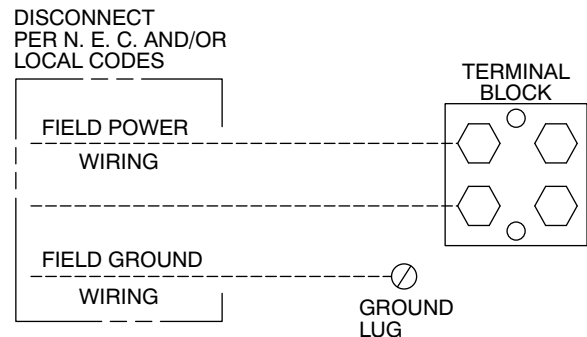 DISCONNECT
PER N. E. C. AND/OR
LOCAL CODES
TERMINAL
BLOCK
FIELD POWER
WIRING
FIELD GROUND
WIRING
GROUND
LUG